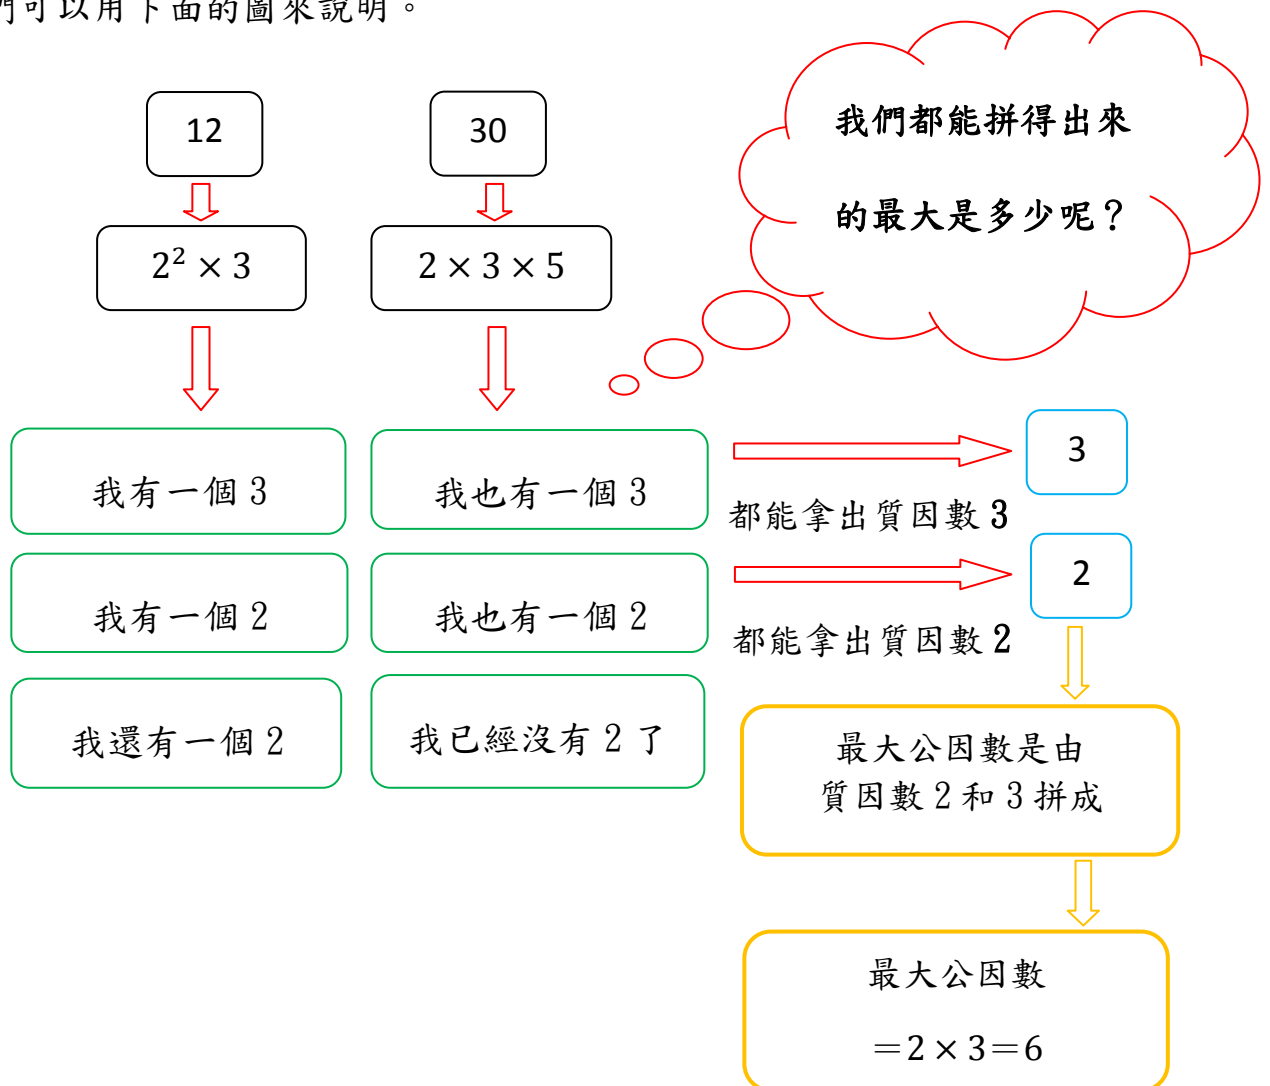 們可以用下面的圖來說明。
我們都能拼得出來
的最大是多少呢？
12
30
2² × 3
2 × 3 × 5
我有一個 3
我也有一個 3
3
都能拿出質因數 3
我有一個 2
我也有一個 2
2
都能拿出質因數 2
我還有一個 2
我已經沒有 2 了
最大公因數是由
質因數 2 和 3 拼成
最大公因數
＝2 × 3＝6